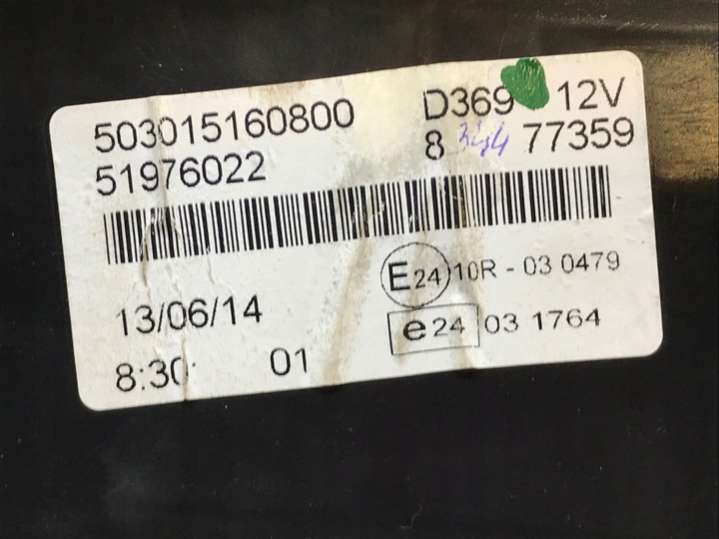 503015160800 D369 12V
51976022 8 77359
E24 10R - 03 0479
13/06/14
e24 03 1764
8:30 01